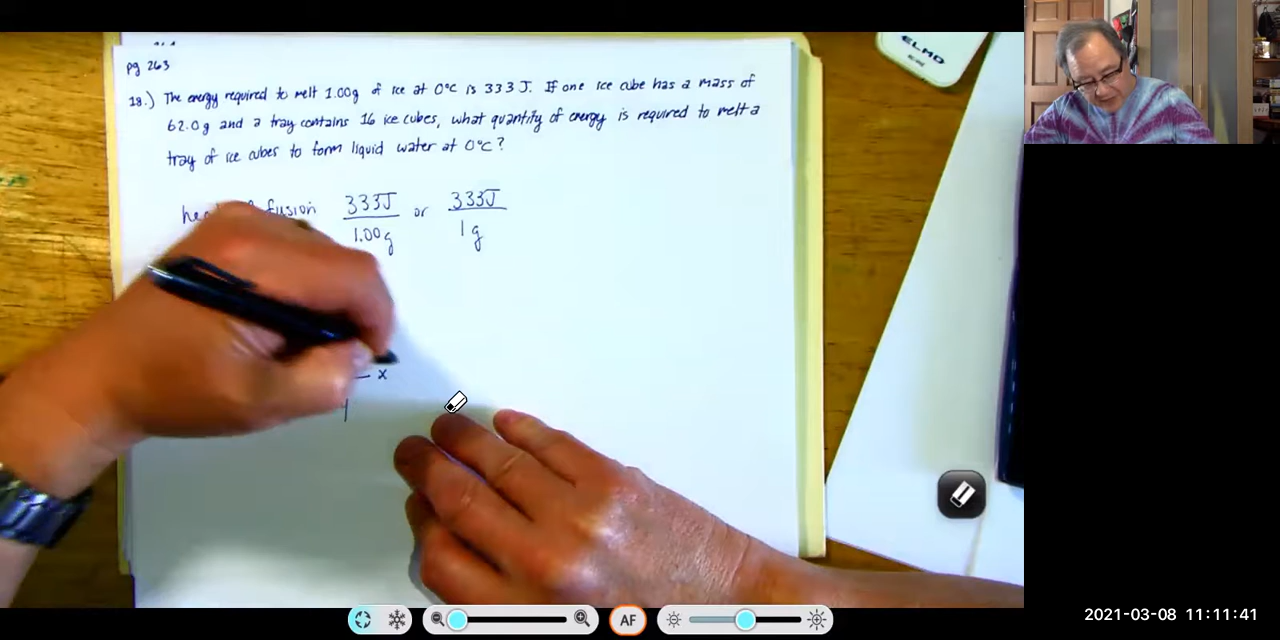 pg 263
18.) The energy required to melt 1.00g of ice at 0°C is 333 J. If one ice cube has a mass of
62.0g and a tray contains 16 ice cubes, what quantity of energy is required to melt a
tray of ice cubes to form liquid water at 0°C?
fusion 333J or 333J
1.00g 1g
x
1
ELMO
AF
2021-03-08 11:11:41